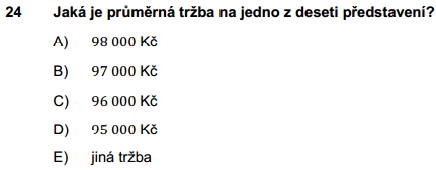 24 Jaká je průměrná tržba na jedno z deseti představení?
A) 98 000 Kč
B) 97 000 Kč
C) 96 000 Kč
D) 95 000 Kč
E) jiná tržba